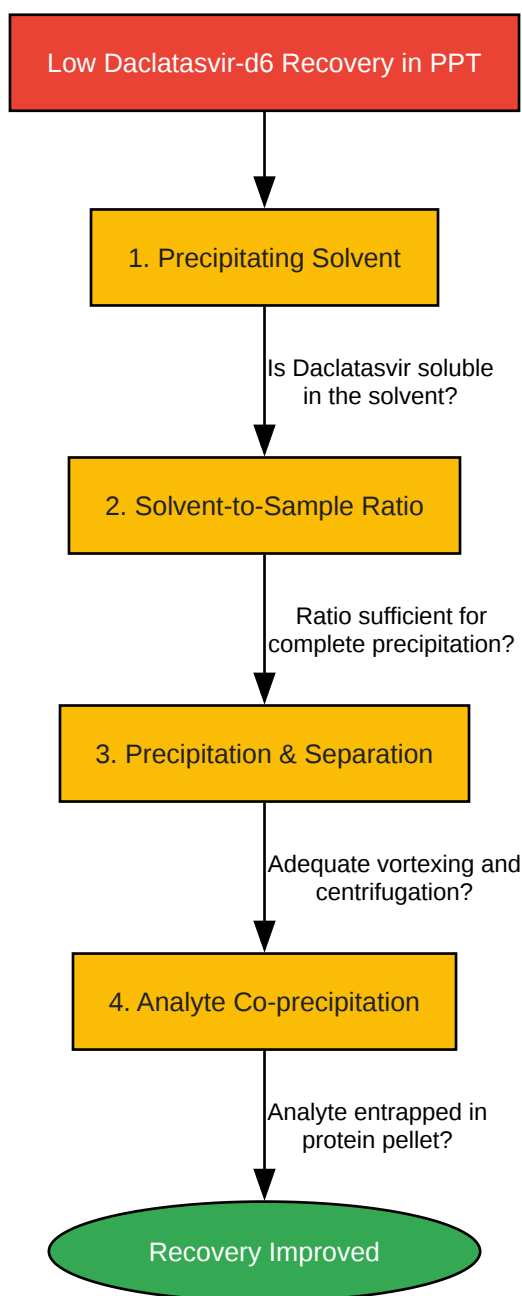 Low Daclatasvir-d6 Recovery in PPT
1. Precipitating Solvent
Is Daclatasvir soluble
in the solvent?
2. Solvent-to-Sample Ratio
Ratio sufficient for
complete precipitation?
3. Precipitation & Separation
Adequate vortexing and
centrifugation?
4. Analyte Co-precipitation
Analyte entrapped in
protein pellet?
Recovery Improved